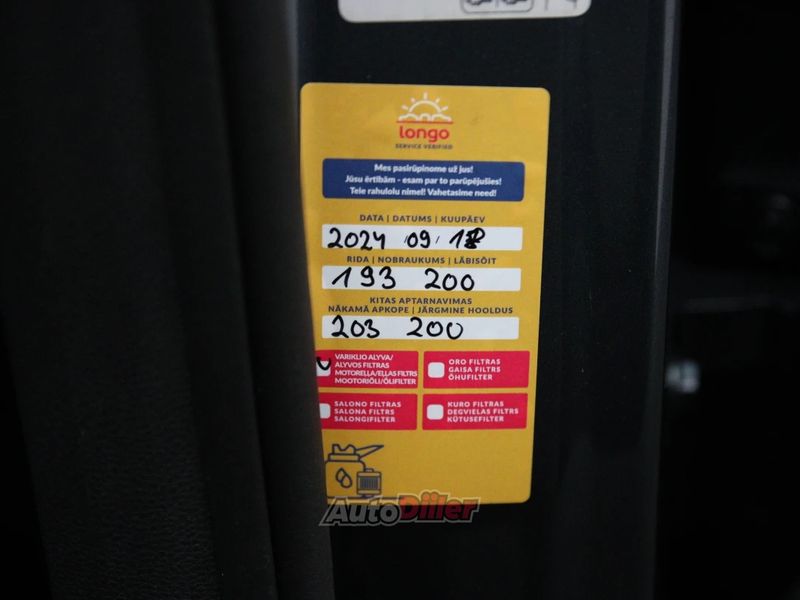 longo
SERVICE VERIFIED
Mes pasirūpinome už jus!
Jūsu ērtībām - esam par to parūpējušies!
Teie rahulolu nimel! Vahetasime need!
DATA | DATUMS | KUUPÄEV
2024 09
RIDA | NOBRAUKUMS | LÄBISÕIT
193 200
KITAS APTARNAVIMAS
NĀKAMĀ APKOPE | JÄRGMINE HOOLDUS
203 200
VARIKLIO ALYVA/
ALYVOS FILTRAS
MOTOREĻĻA/EĻĻAS FILTRS
MOOTORIÕLI/ÕLIFILTER
ORO FILTRAS
GAISA FILTRS
ÕHUFILTER
SALONO FILTRAS
SALONA FILTRS
SALONGIFILTER
KURO FILTRAS
DEGVIELAS FILTRS
KÜTUSEFILTER
AutoDiiler